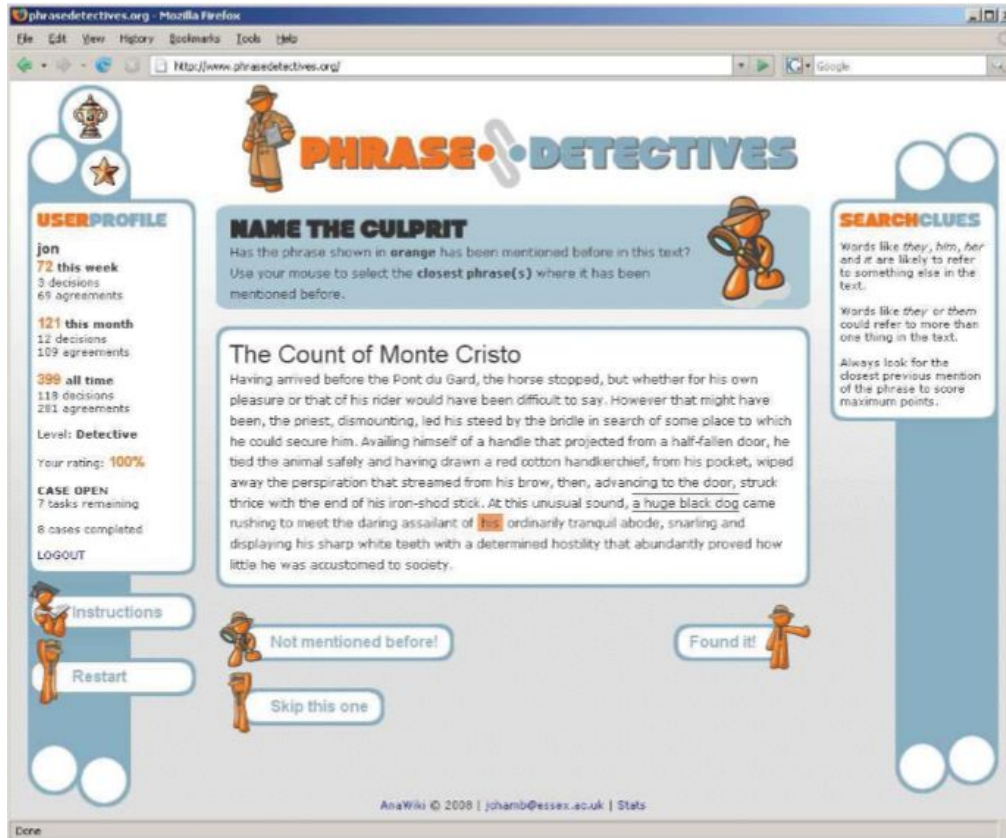 phrasedetectives.org - Mozilla Firefox
File Edit View History Bookmarks Tools Help
http://www.phrasedetectives.org/
Google
PHRASE DETECTIVES
USERPROFILE
jon
72 this week
3 decisions
69 agreements
121 this month
12 decisions
109 agreements
399 all time
118 decisions
281 agreements
Level: Detective
Your rating: 100%
CASE OPEN
7 tasks remaining
8 cases completed
LOGOUT
Instructions
Restart
NAME THE CULPRIT
Has the phrase shown in orange has been mentioned before in this text?
Use your mouse to select the closest phrase(s) where it has been
mentioned before.
The Count of Monte Cristo
Having arrived before the Pont du Gard, the horse stopped, but whether for his own
pleasure or that of his rider would have been difficult to say. However that might have
been, the priest, dismounting, led his steed by the bridle in search of some place to which
he could secure him. Availing himself of a handle that projected from a half-fallen door, he
tied the animal safely and having drawn a red cotton handkerchief, from his pocket, wiped
away the perspiration that streamed from his brow, then, advancing to the door, struck
thrice with the end of his iron-shod stick. At this unusual sound, a huge black dog came
rushing to meet the daring assailant of his ordinarily tranquil abode, snarling and
displaying his sharp white teeth with a determined hostility that abundantly proved how
little he was accustomed to society.
Not mentioned before!
Found it!
Skip this one
SEARCHCLUES
Words like they, him, her
and it are likely to refer
to something else in the
text.
Words like they or them
could refer to more than
one thing in the text.
Always look for the
closest previous mention
of the phrase to score
maximum points.
AnaWiki © 2008 | jchamb@essex.ac.uk | Stats
Done